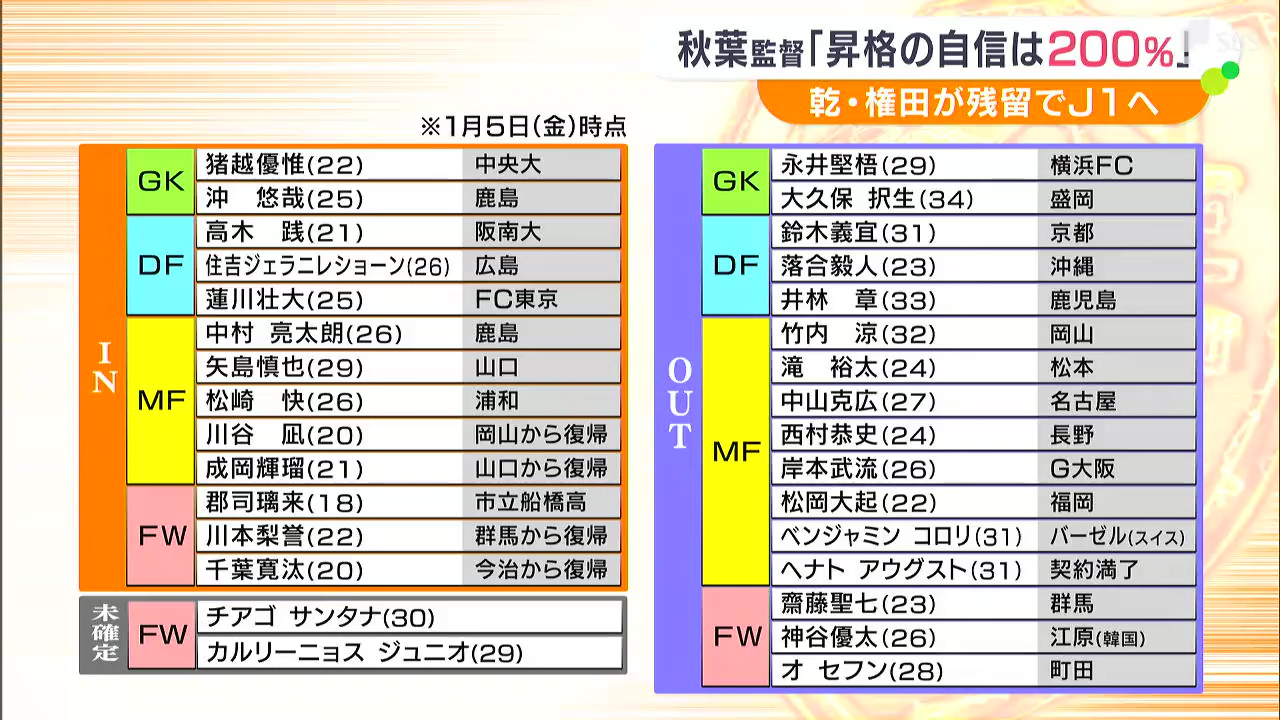 秋葉監督「昇格の自信は200%」
SBS
乾・権田が残留でJ1へ
※1月5日(金)時点
IN
GK
猪越優惟(22) 中央大
沖 悠哉(25) 鹿島
DF
高木 践(21) 阪南大
住吉ジェラニレショーン(26) 広島
蓮川壮大(25) FC東京
MF
中村 亮太朗(26) 鹿島
矢島慎也(29) 山口
松崎 快(26) 浦和
川谷 凪(20) 岡山から復帰
成岡輝瑠(21) 山口から復帰
FW
郡司璃来(18) 市立船橋高
川本梨誉(22) 群馬から復帰
千葉寛汰(20) 今治から復帰
未確定
FW
チアゴ サンタナ(30)
カルリーニョス ジュニオ(29)
OUT
GK
永井堅梧(29) 横浜FC
大久保 択生(34) 盛岡
DF
鈴木義宜(31) 京都
落合毅人(23) 沖縄
井林 章(33) 鹿児島
MF
竹内 涼(32) 岡山
滝 裕太(24) 松本
中山克広(27) 名古屋
西村恭史(24) 長野
岸本武流(26) G大阪
松岡大起(22) 福岡
ベンジャミン コロリ(31) バーゼル(スイス)
ヘナト アウグスト(31) 契約満了
FW
齋藤聖七(23) 群馬
神谷優太(26) 江原(韓国)
オ セフン(28) 町田